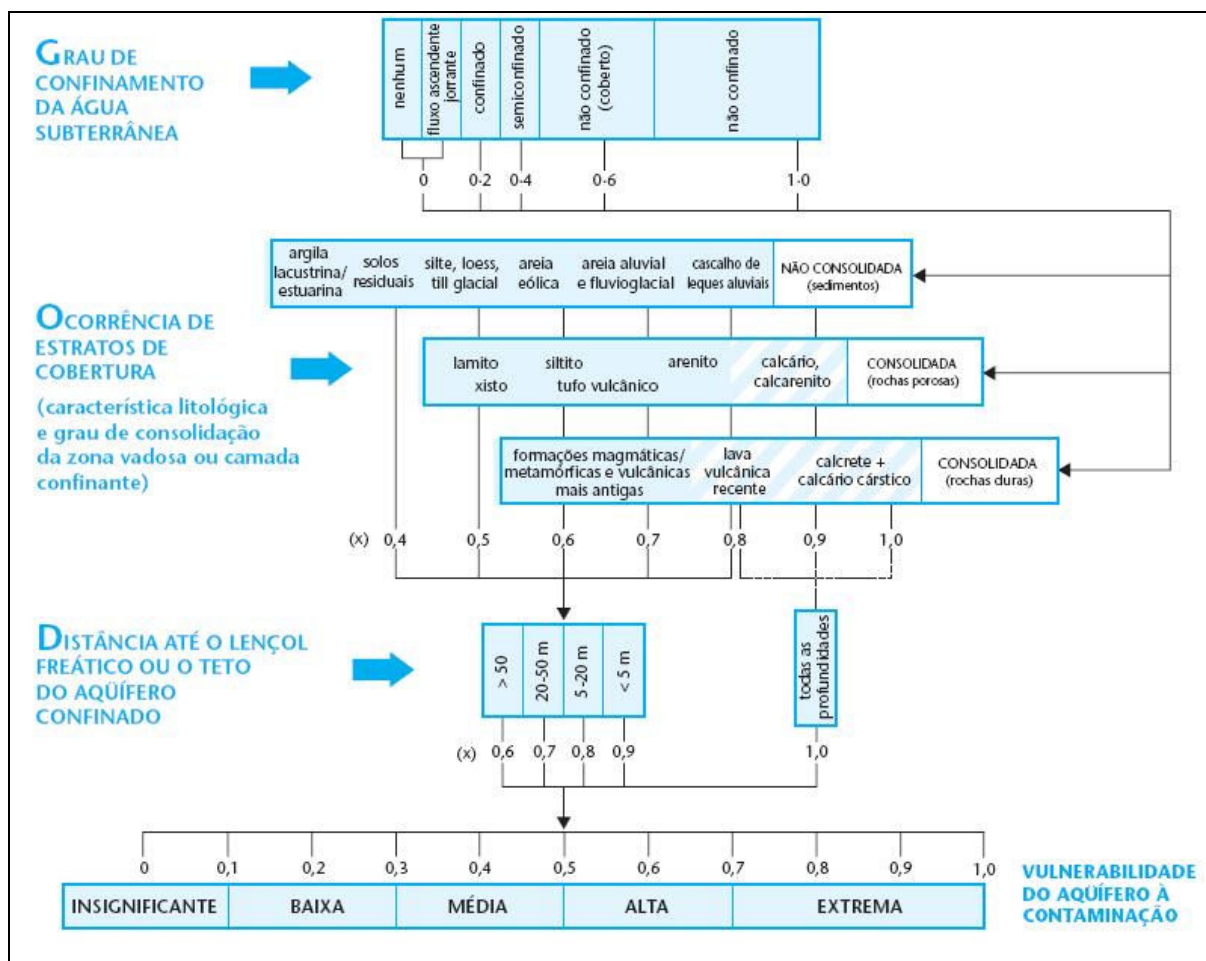 GRAU DE
CONFINAMENTO
DA ÁGUA
SUBTERRÂNEA
nenhum
fluxo ascendente
jorrante
confinado
semiconfinado
não confinado
(coberto)
não confinado
0
0·2
0·4
0·6
1·0
OCORRÊNCIA DE
ESTRATOS DE
COBERTURA
(característica litológica
e grau de consolidação
da zona vadosa ou camada
confinante)
argila
lacustrina/
estuarina
solos
residuais
silte, loess,
till glacial
areia
eólica
areia aluvial
e fluvioglacial
cascalho de
leques aluviais
NÃO CONSOLIDADA
(sedimentos)
lamito
xisto
siltito
tufo vulcânico
arenito
calcário,
calcarenito
CONSOLIDADA
(rochas porosas)
formações magmáticas/
metamórficas e vulcânicas
mais antigas
lava
vulcânica
recente
calcrete +
calcário cárstico
CONSOLIDADA
(rochas duras)
(x) 0,4 0,5 0,6 0,7 0,8 0,9 1,0
DISTÂNCIA ATÉ O LENÇOL
FREÁTICO OU O TETO
DO AQÜÍFERO
CONFINADO
> 50
20-50 m
5-20 m
< 5 m
todas as
profundidades
(x) 0,6 0,7 0,8 0,9 1,0
0 0,1 0,2 0,3 0,4 0,5 0,6 0,7 0,8 0,9 1,0
INSIGNIFICANTE BAIXA MÉDIA ALTA EXTREMA
VULNERABILIDADE
DO AQÜÍFERO À
CONTAMINAÇÃO